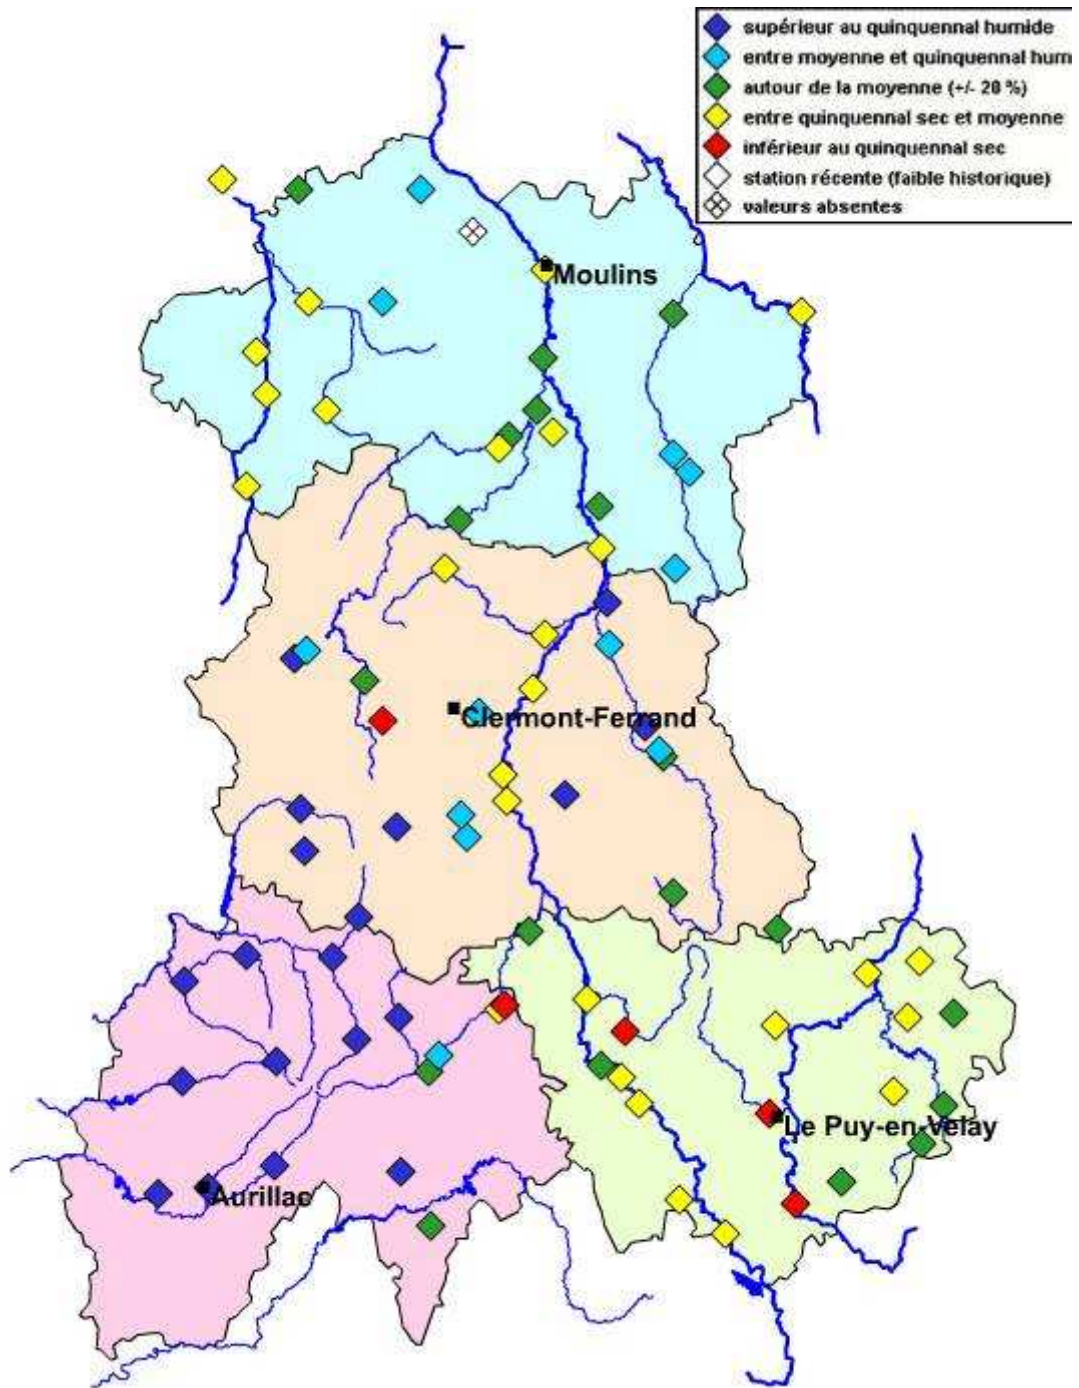 supérieur au quinquennal humide
entre moyenne et quinquennal hum
autour de la moyenne (+/- 20 %)
entre quinquennal sec et moyenne
inférieur au quinquennal sec
station récente (faible historique)
valeurs absentes
Moulins
Clermont-Ferrand
Le Puy-en-Velay
Aurillac